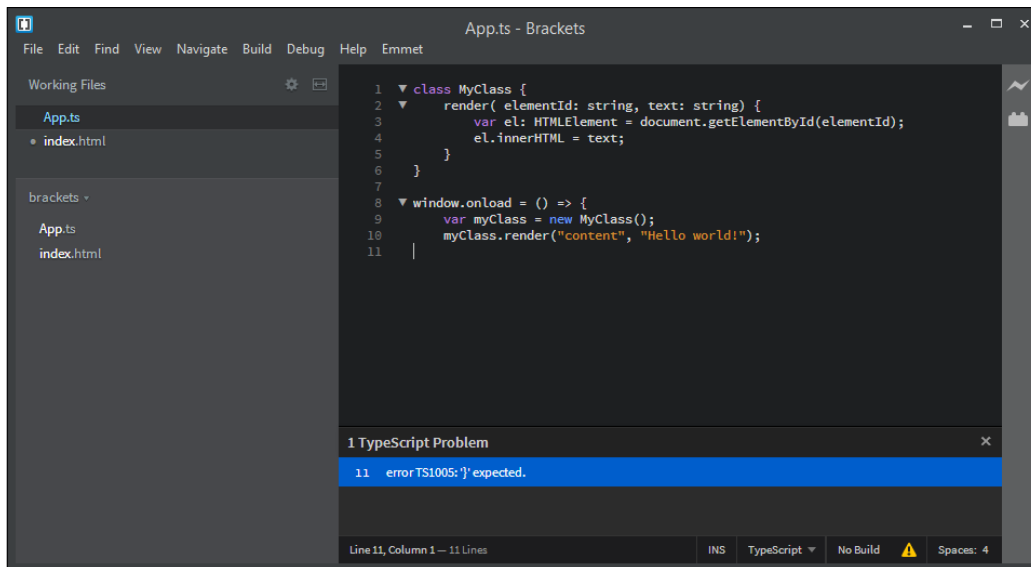 App.ts - Brackets
File Edit Find View Navigate Build Debug Help Emmet
Working Files
App.ts
index.html
brackets
App.ts
index.html
1 class MyClass {
2 render( elementId: string, text: string) {
3 var el: HTMLElement = document.getElementById(elementId);
4 el.innerHTML = text;
5 }
6 }
7
8 window.onload = () => {
9 var myClass = new MyClass();
10 myClass.render("content", "Hello world!");
11
1 TypeScript Problem
11 error TS1005: '}' expected.
Line 11, Column 1 — 11 Lines INS TypeScript No Build Spaces: 4